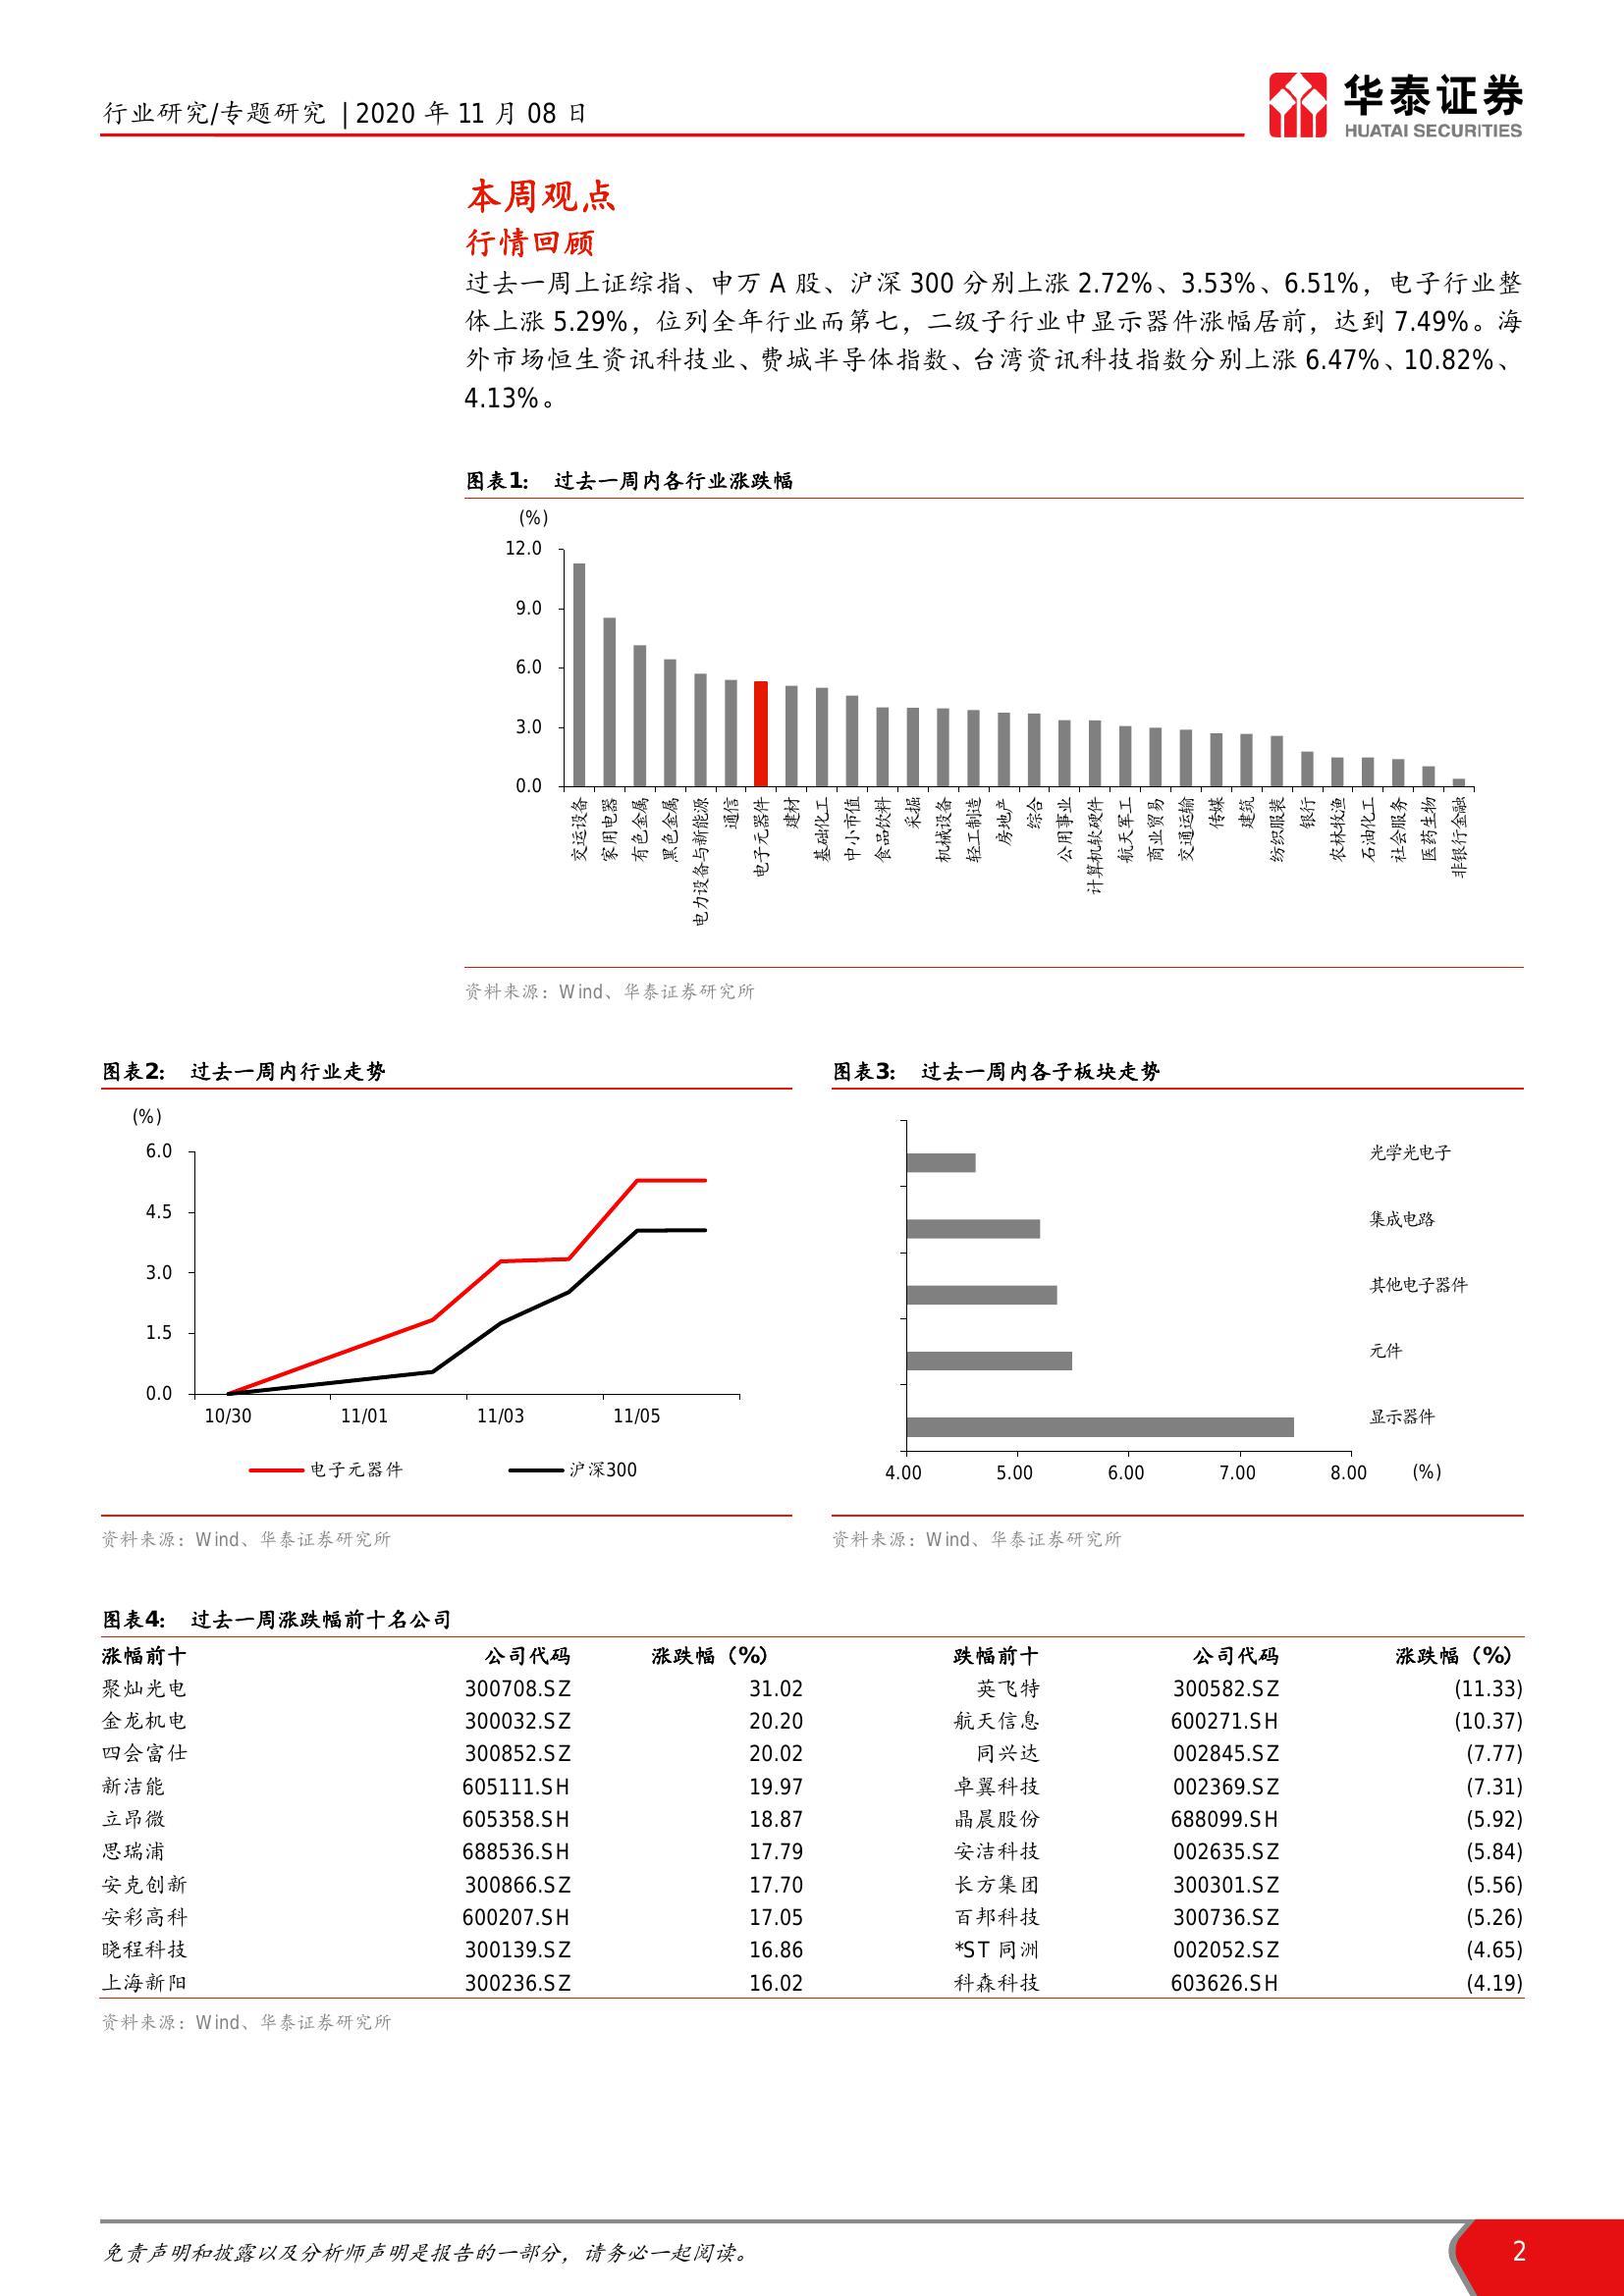 行业研究/专题研究 | 2020 年 11 月 08 日
华泰证券
HUATAI SECURITIES
本周观点
行情回顾
过去一周上证综指、申万 A 股、沪深 300 分别上涨 2.72%、3.53%、6.51%，电子行业整
体上涨 5.29%，位列全年行业而第七，二级子行业中显示器件涨幅居前，达到 7.49%。海
外市场恒生资讯科技业、费城半导体指数、台湾资讯科技指数分别上涨 6.47%、10.82%、
4.13%。
图表1: 过去一周内各行业涨跌幅
(%)
12.0
9.0
6.0
3.0
0.0
交运设备
家用电器
有色金属
黑色金属
电力设备与新能源
通信
电子元器件
建材
基础化工
中小市值
食品饮料
采掘
机械设备
轻工制造
房地产
综合
公用事业
计算机软硬件
航天军工
商业贸易
交通运输
传媒
建筑
纺织服装
银行
农林牧渔
石油化工
社会服务
医药生物
非银行金融
资料来源：Wind、华泰证券研究所
图表2: 过去一周内行业走势
(%)
6.0
4.5
3.0
1.5
0.0
10/30 11/01 11/03 11/05
电子元器件 沪深300
资料来源：Wind、华泰证券研究所
图表3: 过去一周内各子板块走势
光学光电子
集成电路
其他电子器件
元件
显示器件
4.00 5.00 6.00 7.00 8.00 (%)
资料来源：Wind、华泰证券研究所
图表4: 过去一周涨跌幅前十名公司
涨幅前十 公司代码 涨跌幅（%） 跌幅前十 公司代码 涨跌幅（%）
聚灿光电 300708.SZ 31.02 英飞特 300582.SZ (11.33)
金龙机电 300032.SZ 20.20 航天信息 600271.SH (10.37)
四会富仕 300852.SZ 20.02 同兴达 002845.SZ (7.77)
新洁能 605111.SH 19.97 卓翼科技 002369.SZ (7.31)
立昂微 605358.SH 18.87 晶晨股份 688099.SH (5.92)
思瑞浦 688536.SH 17.79 安洁科技 002635.SZ (5.84)
安克创新 300866.SZ 17.70 长方集团 300301.SZ (5.56)
安彩高科 600207.SH 17.05 百邦科技 300736.SZ (5.26)
晓程科技 300139.SZ 16.86 *ST 同洲 002052.SZ (4.65)
上海新阳 300236.SZ 16.02 科森科技 603626.SH (4.19)
资料来源：Wind、华泰证券研究所
免责声明和披露以及分析师声明是报告的一部分，请务必一起阅读。
2